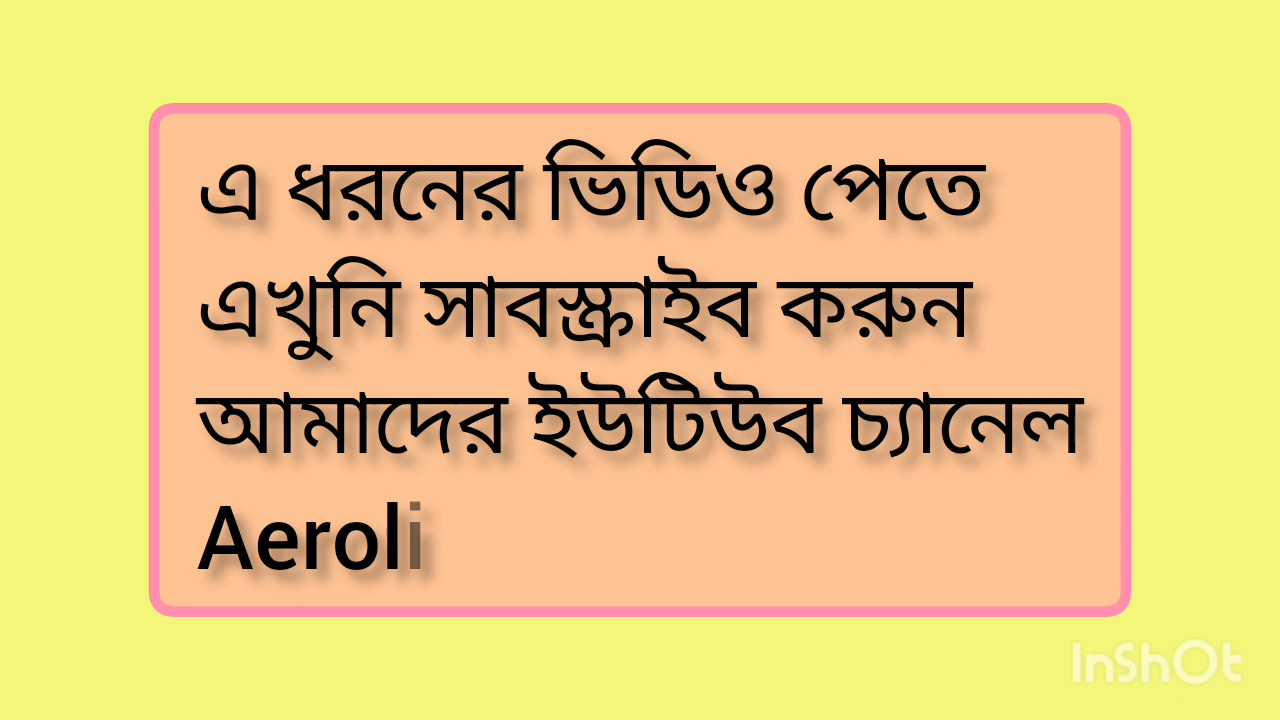 এ ধরনের ভিডিও পেতে
এখুনি সাবস্ক্রাইব করুন
আমাদের ইউটিউব চ্যানেল
Aeroli
InShOt